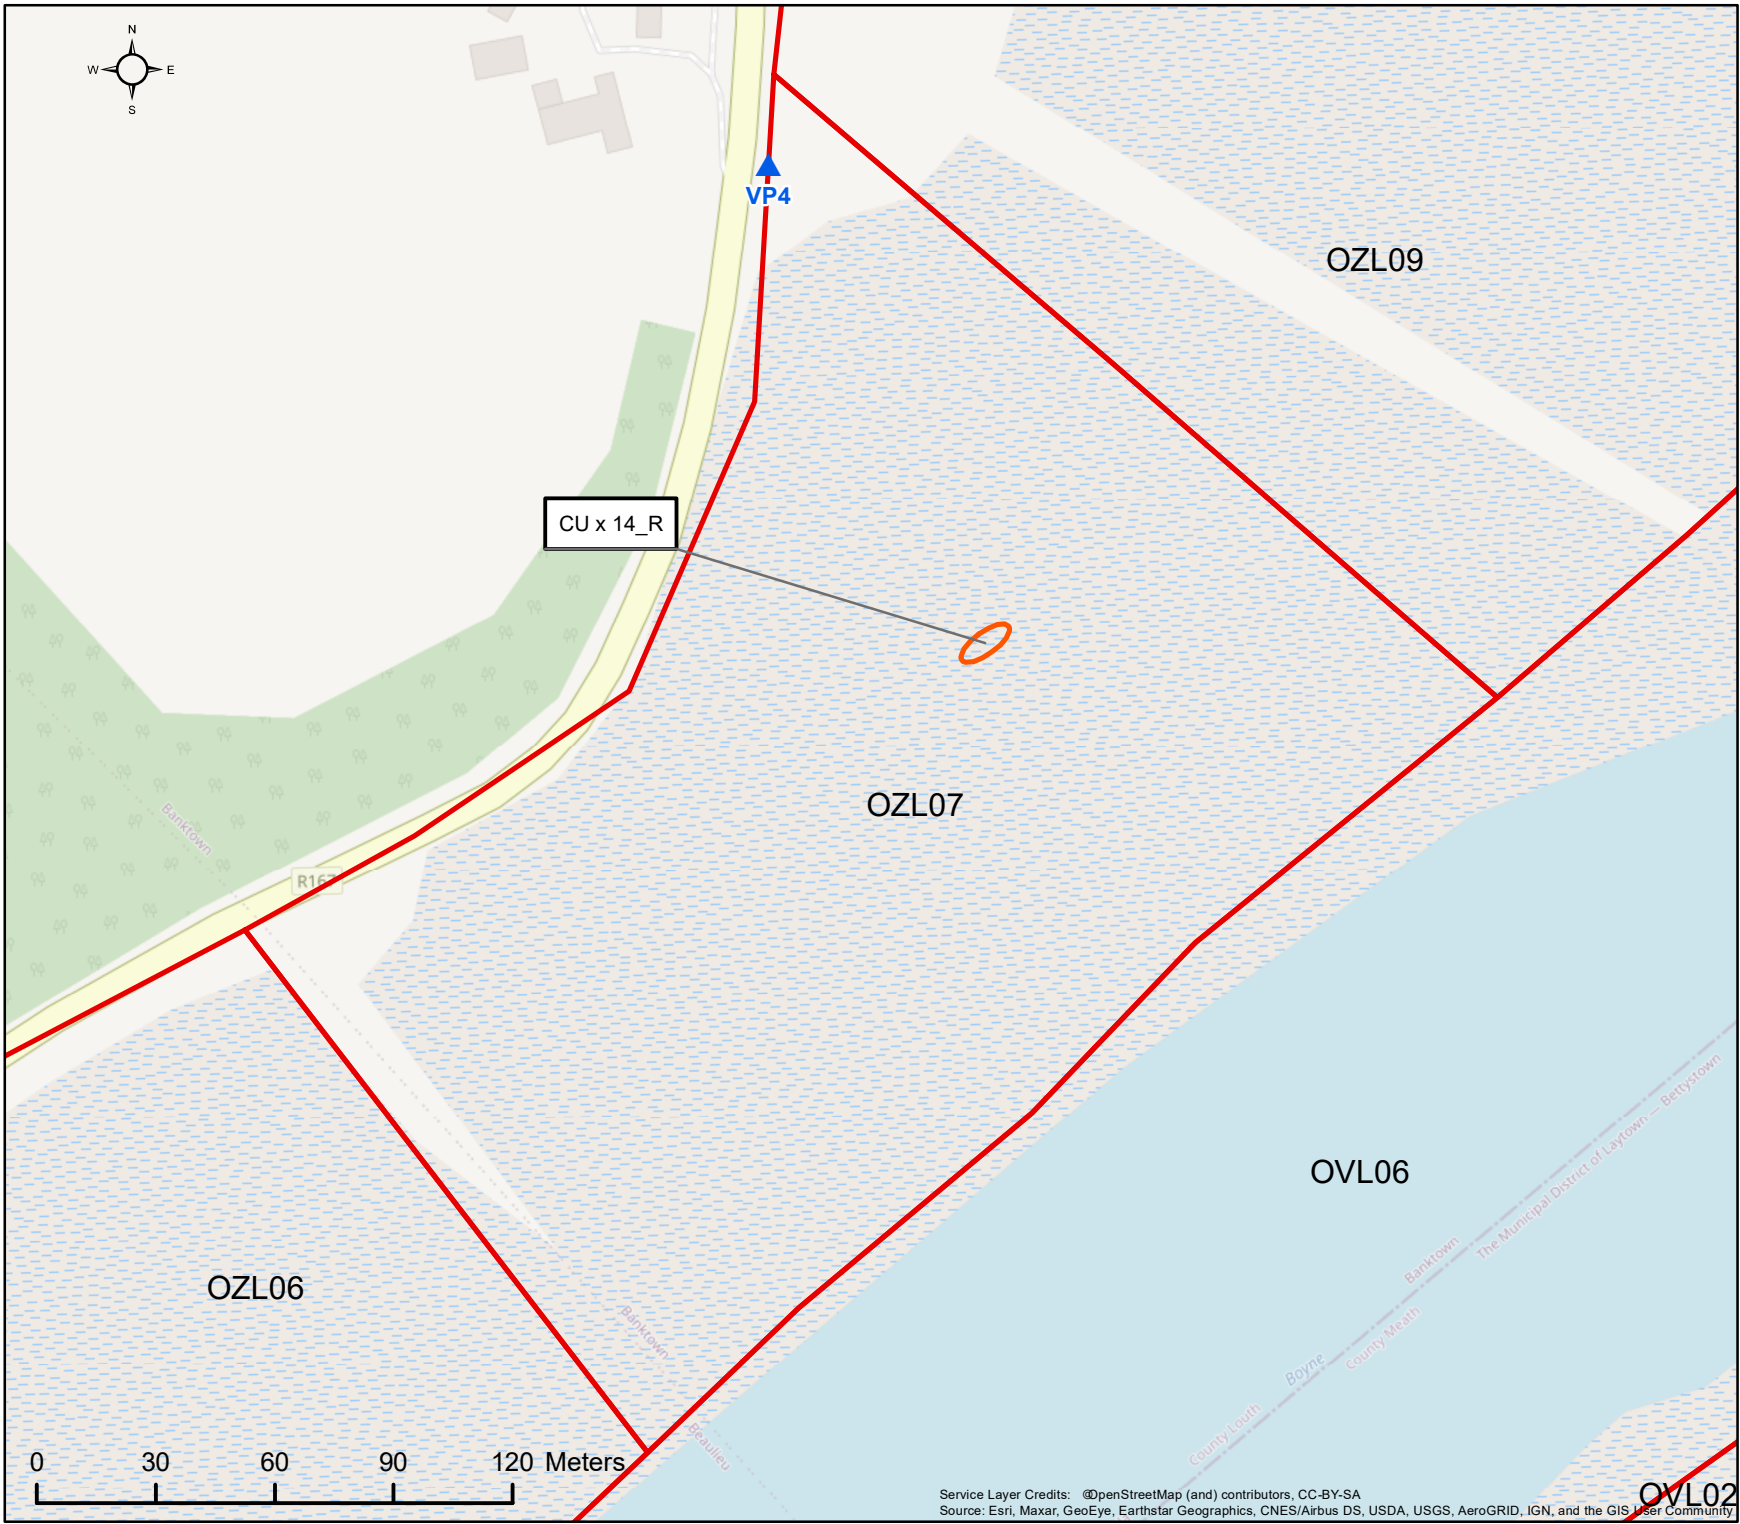 N
W E
S
VP4
OZL09
CU x 14_R
OZL07
Banktown
R167
OVL06
The Municipal District of Laytown — Bettystown
Banktown
County Meath
Boyne
County Louth
OZL06
Banktown
Beaulieu
0 30 60 90 120 Meters
OVL02
Service Layer Credits: ©OpenStreetMap (and) contributors, CC-BY-SA
Source: Esri, Maxar, GeoEye, Earthstar Geographics, CNES/Airbus DS, USDA, USGS, AeroGRID, IGN, and the GIS User Community